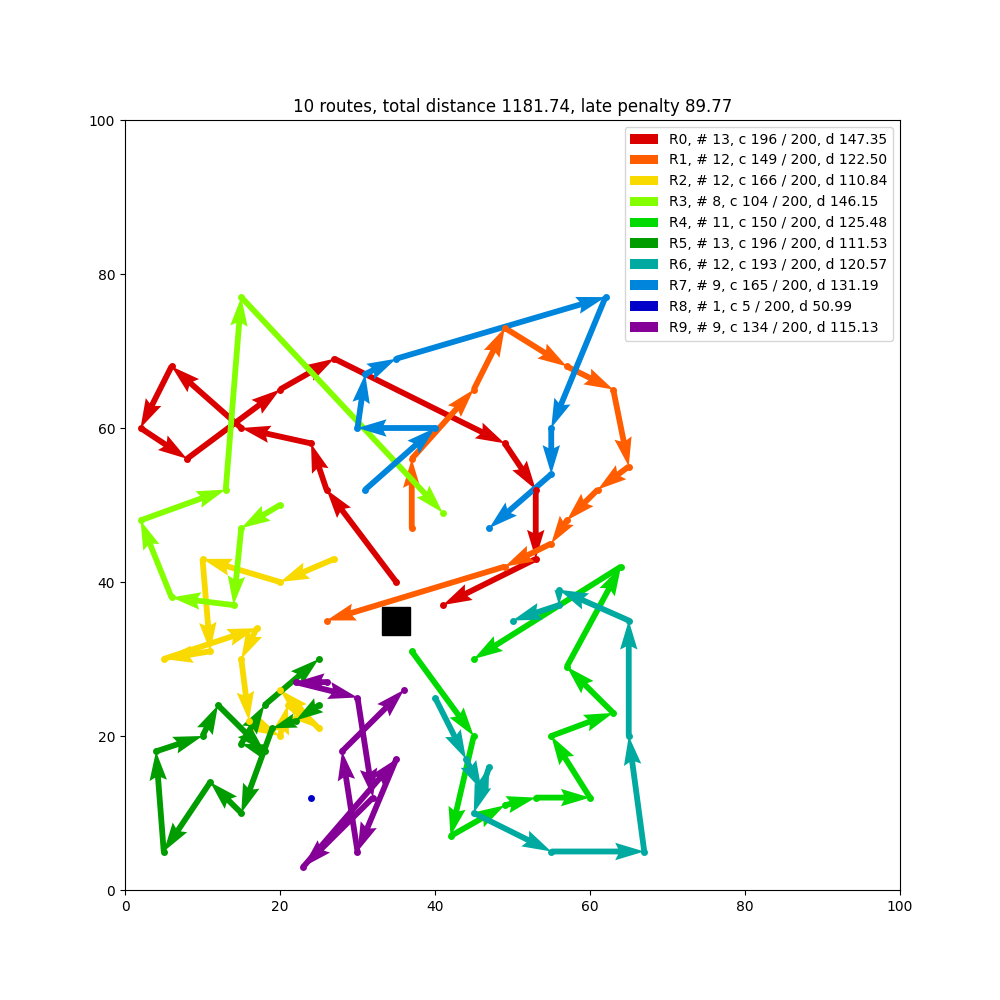 10 routes, total distance 1181.74, late penalty 89.77
R0, # 13, c 196 / 200, d 147.35
R1, # 12, c 149 / 200, d 122.50
R2, # 12, c 166 / 200, d 110.84
R3, # 8, c 104 / 200, d 146.15
R4, # 11, c 150 / 200, d 125.48
R5, # 13, c 196 / 200, d 111.53
R6, # 12, c 193 / 200, d 120.57
R7, # 9, c 165 / 200, d 131.19
R8, # 1, c 5 / 200, d 50.99
R9, # 9, c 134 / 200, d 115.13
100
80
60
40
20
0
0 20 40 60 80 100